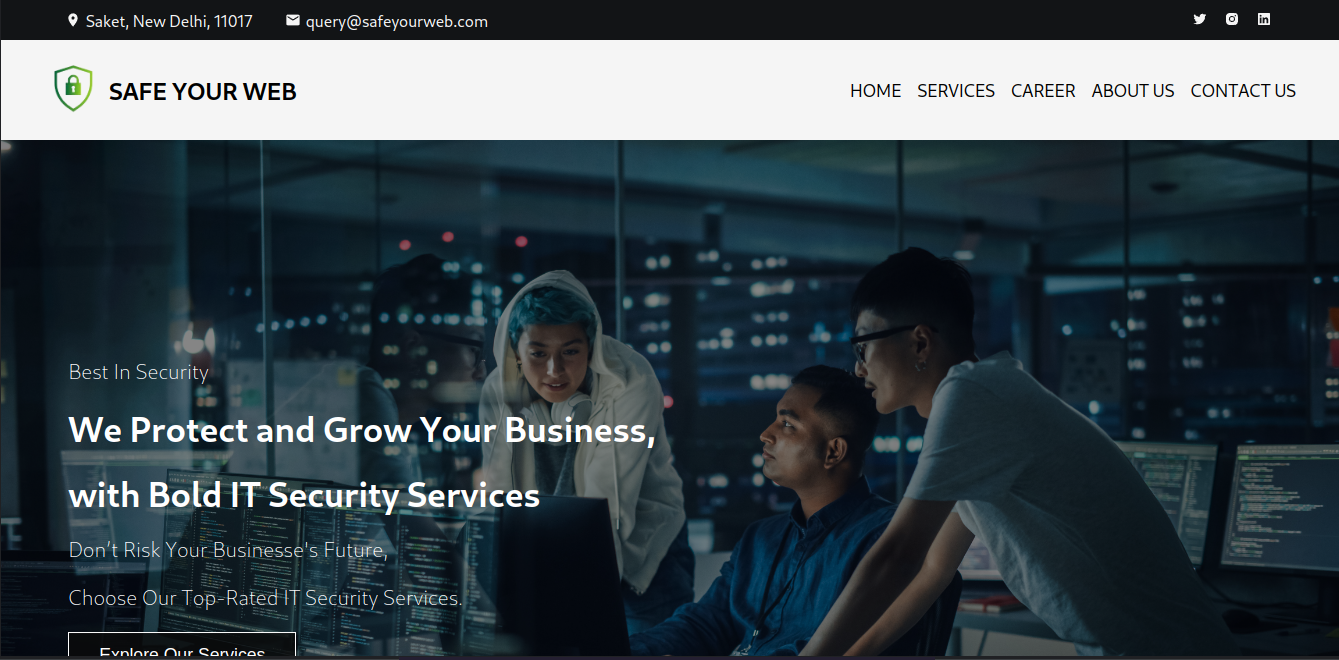 Saket, New Delhi, 11017 query@safeyourweb.com
SAFE YOUR WEB HOME SERVICES CAREER ABOUT US CONTACT US
Best In Security
We Protect and Grow Your Business,
with Bold IT Security Services
Don't Risk Your Businesse's Future,
Choose Our Top-Rated IT Security Services.
Explore Our Services